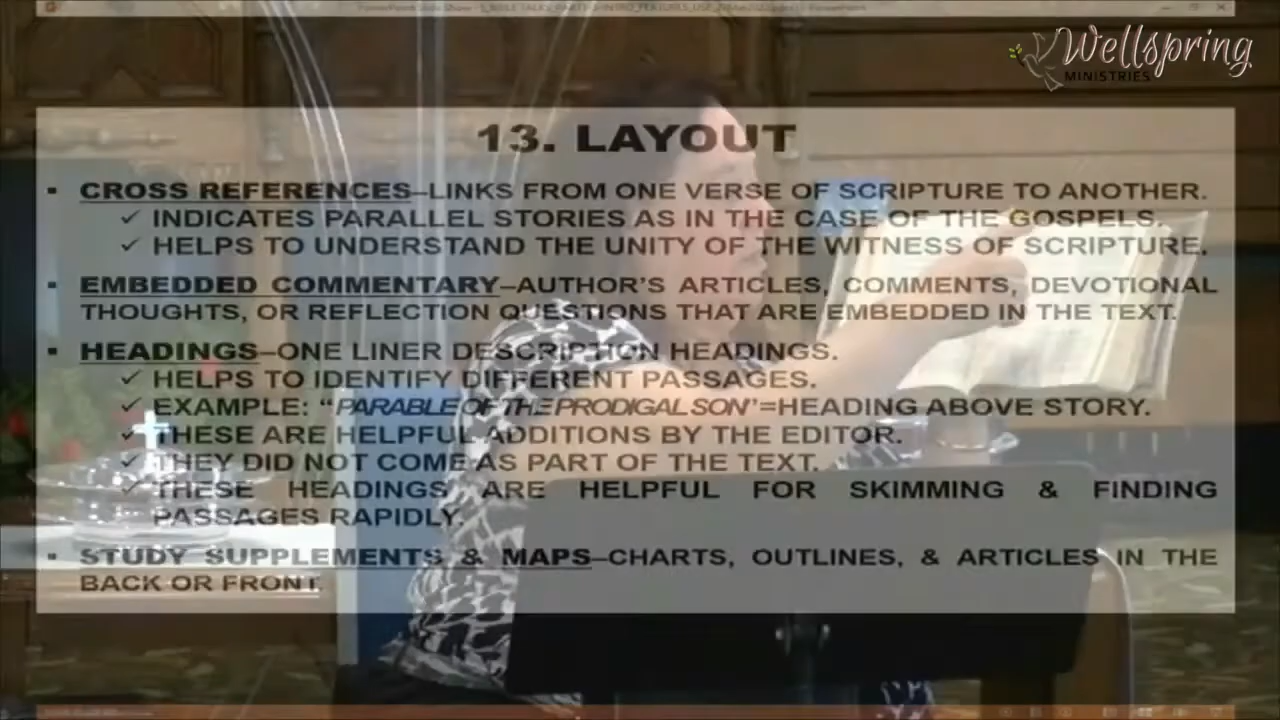 Wellspring
MINISTRIES
13. LAYOUT
▪ CROSS REFERENCES–LINKS FROM ONE VERSE OF SCRIPTURE TO ANOTHER.
✓ INDICATES PARALLEL STORIES AS IN THE CASE OF THE GOSPELS.
✓ HELPS TO UNDERSTAND THE UNITY OF THE WITNESS OF SCRIPTURE.
▪ EMBEDDED COMMENTARY–AUTHOR'S ARTICLES, COMMENTS, DEVOTIONAL
THOUGHTS, OR REFLECTION QUESTIONS THAT ARE EMBEDDED IN THE TEXT.
▪ HEADINGS–ONE LINER DESCRIPTION HEADINGS.
✓ HELPS TO IDENTIFY DIFFERENT PASSAGES.
✓ EXAMPLE: "PARABLE OF THE PRODIGAL SON"=HEADING ABOVE STORY.
✓ THESE ARE HELPFUL ADDITIONS BY THE EDITOR.
✓ THEY DID NOT COME AS PART OF THE TEXT.
✓ THESE HEADINGS ARE HELPFUL FOR SKIMMING & FINDING
PASSAGES RAPIDLY.
▪ STUDY SUPPLEMENTS & MAPS–CHARTS, OUTLINES, & ARTICLES IN THE
BACK OR FRONT.